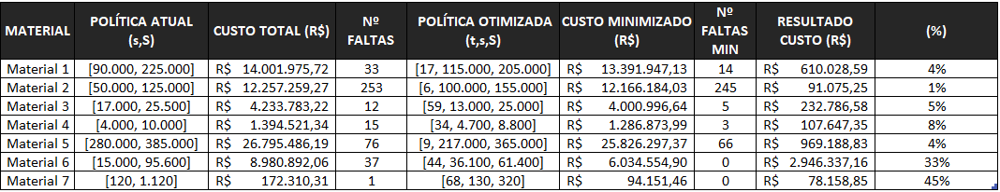 MATERIAL | POLÍTICA ATUAL (s,S) | CUSTO TOTAL (R$) | Nº FALTAS | POLÍTICA OTIMIZADA (t,s,S) | CUSTO MINIMIZADO (R$) | Nº FALTAS MIN | RESULTADO CUSTO (R$) | (%)
Material 1 | [90.000, 225.000] | R$ 14.001.975,72 | 33 | [17, 115.000, 205.000] | R$ 13.391.947,13 | 14 | R$ 610.028,59 | 4%
Material 2 | [50.000, 125.000] | R$ 12.257.259,27 | 253 | [6, 100.000, 155.000] | R$ 12.166.184,03 | 245 | R$ 91.075,25 | 1%
Material 3 | [17.000, 25.500] | R$ 4.233.783,22 | 12 | [59, 13.000, 25.000] | R$ 4.000.996,64 | 5 | R$ 232.786,58 | 5%
Material 4 | [4.000, 10.000] | R$ 1.394.521,34 | 15 | [34, 4.700, 8.800] | R$ 1.286.873,99 | 3 | R$ 107.647,35 | 8%
Material 5 | [280.000, 385.000] | R$ 26.795.486,19 | 76 | [9, 217.000, 365.000] | R$ 25.826.297,37 | 66 | R$ 969.188,83 | 4%
Material 6 | [15.000, 95.600] | R$ 8.980.892,06 | 37 | [44, 36.100, 61.400] | R$ 6.034.554,90 | 0 | R$ 2.946.337,16 | 33%
Material 7 | [120, 1.120] | R$ 172.310,31 | 1 | [68, 130, 320] | R$ 94.151,46 | 0 | R$ 78.158,85 | 45%